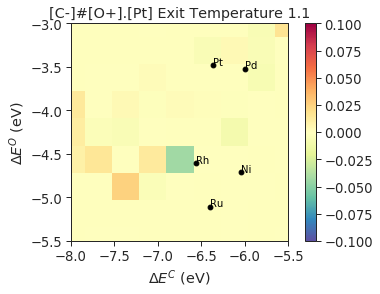 [C-]#[O+].[Pt] Exit Temperature 1.1
−3.0
−3.5
−4.0
−4.5
−5.0
−5.5
ΔE^O (eV)
Pt
Pd
Rh
Ni
Ru
−8.0 −7.5 −7.0 −6.5 −6.0 −5.5
ΔE^C (eV)
0.100
0.075
0.050
0.025
0.000
−0.025
−0.050
−0.075
−0.100